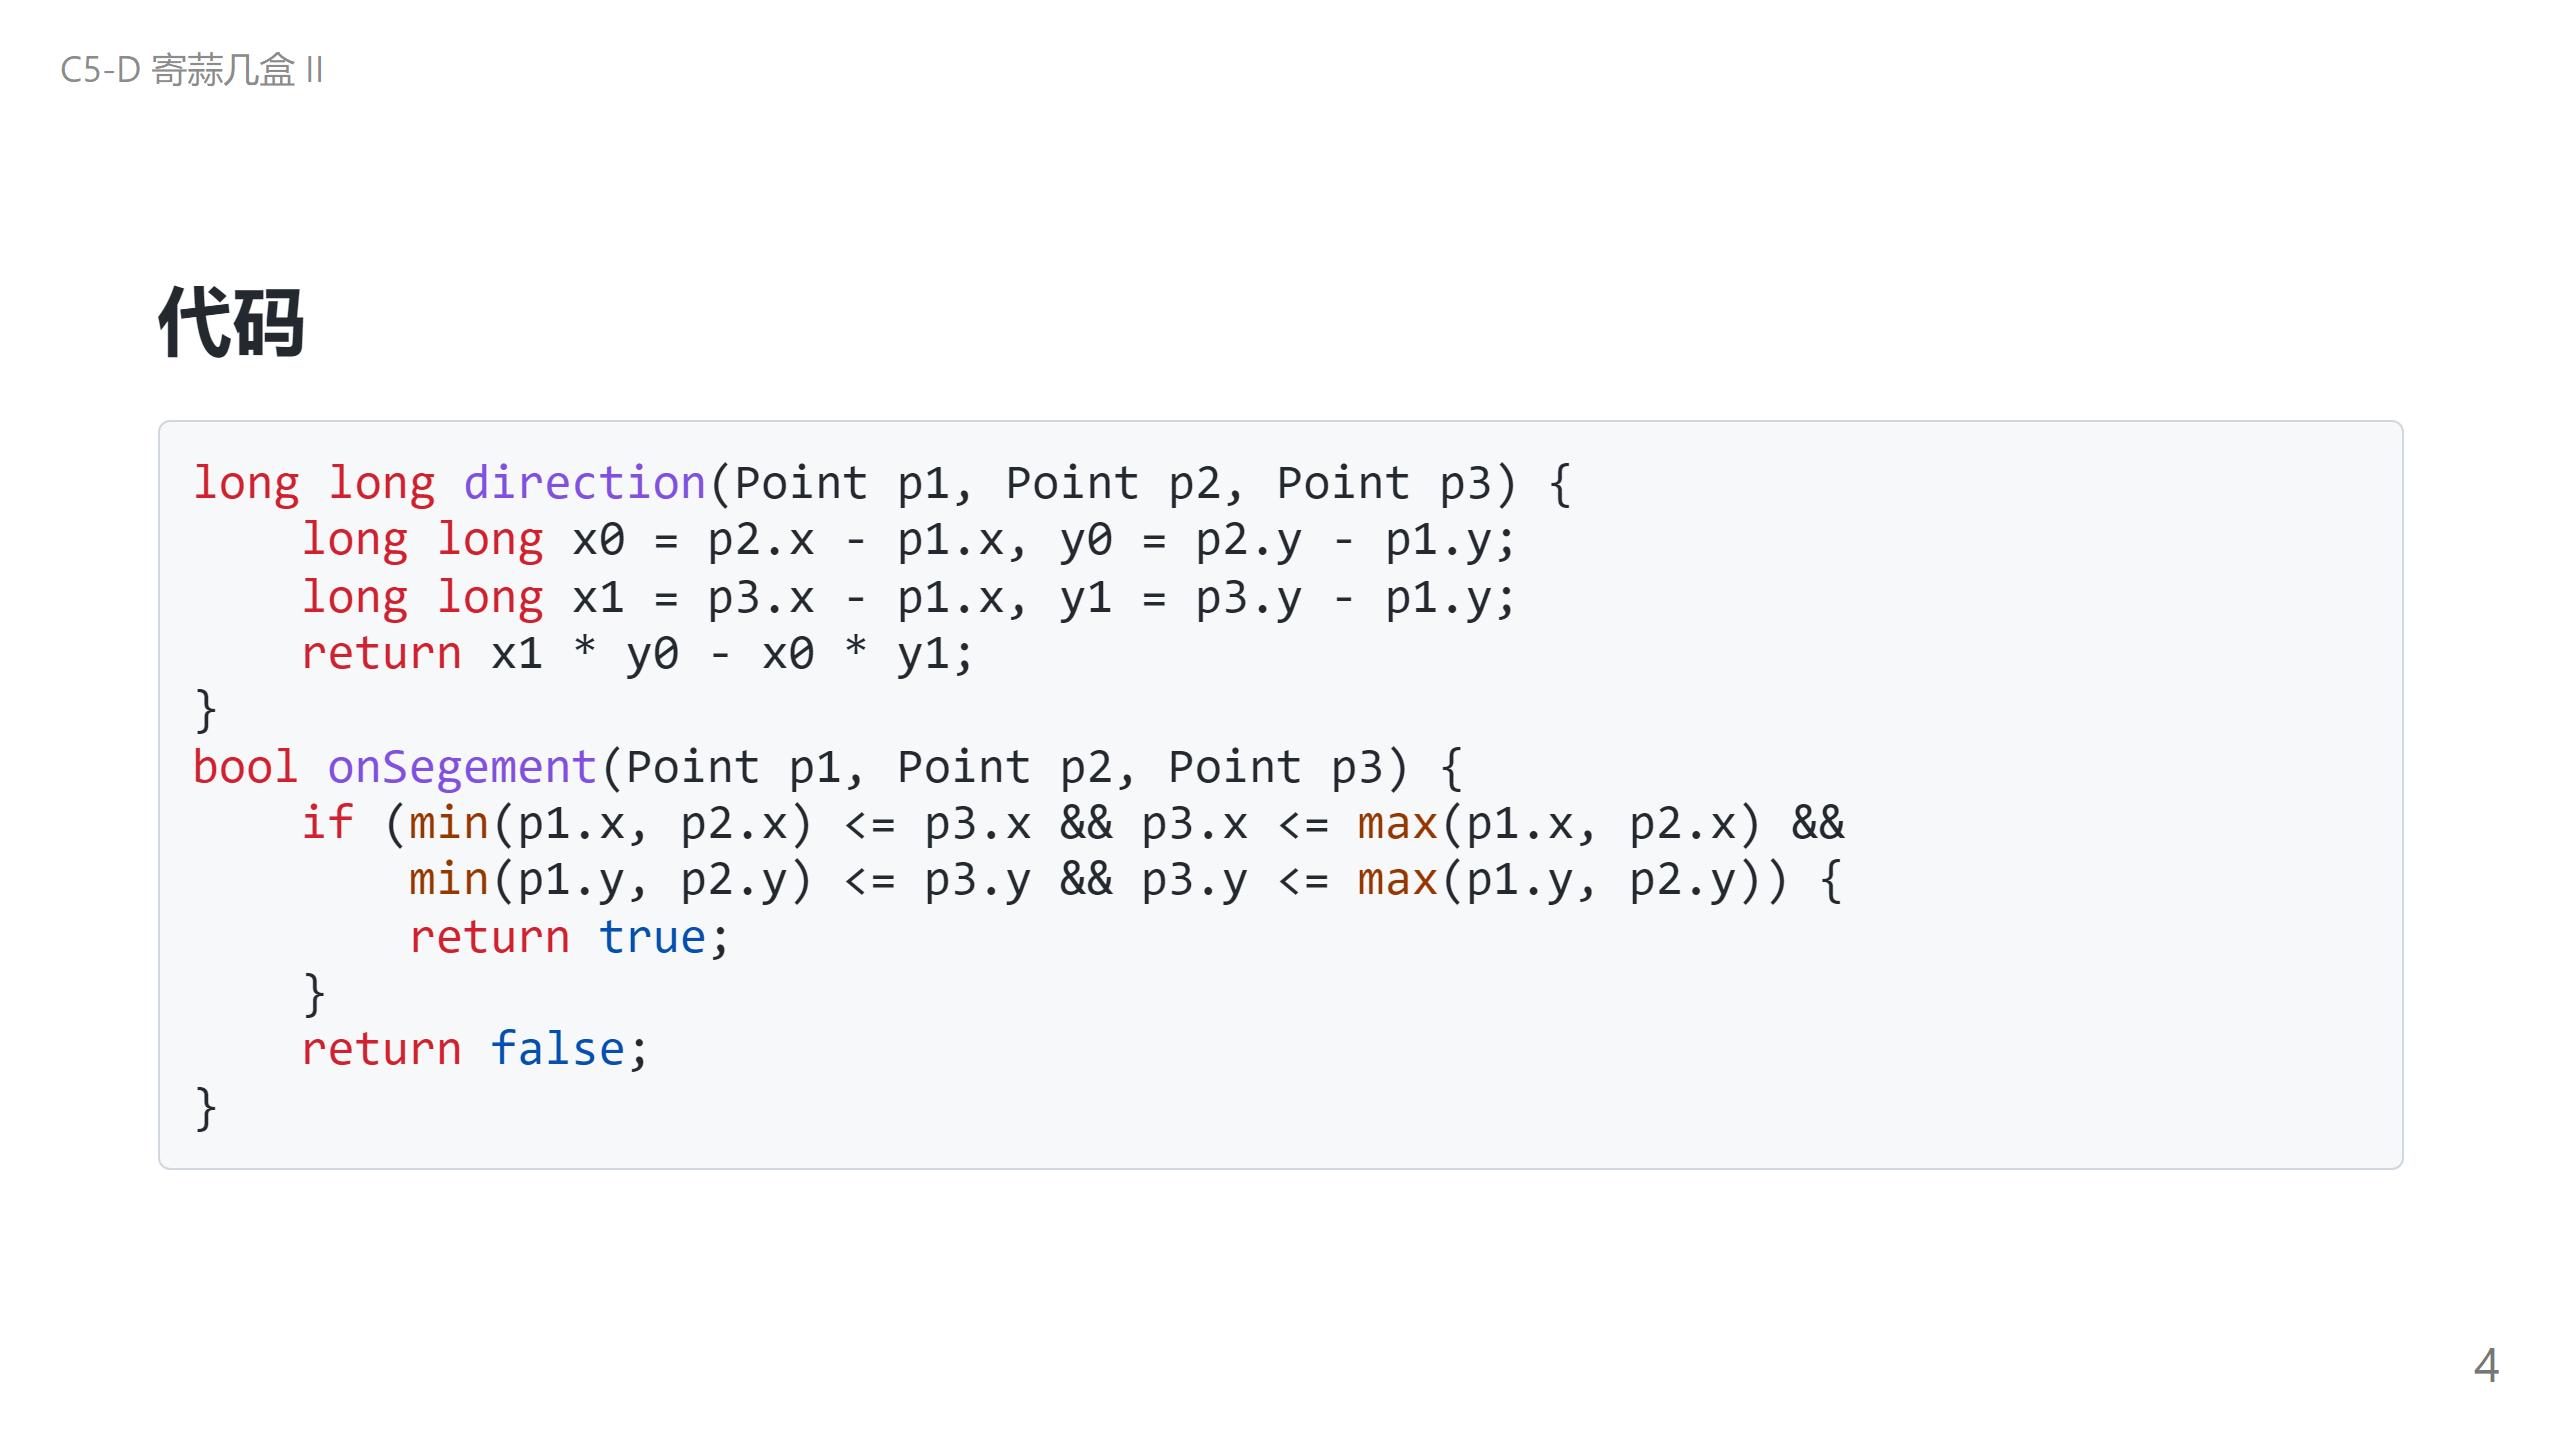 C5-D 寄蒜几盒 II
代码
long long direction(Point p1, Point p2, Point p3) {
    long long x0 = p2.x - p1.x, y0 = p2.y - p1.y;
    long long x1 = p3.x - p1.x, y1 = p3.y - p1.y;
    return x1 * y0 - x0 * y1;
}
bool onSegement(Point p1, Point p2, Point p3) {
    if (min(p1.x, p2.x) <= p3.x && p3.x <= max(p1.x, p2.x) &&
        min(p1.y, p2.y) <= p3.y && p3.y <= max(p1.y, p2.y)) {
        return true;
    }
    return false;
}
4